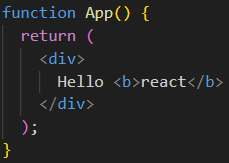 function App() {
  return (
    <div>
      Hello <b>react</b>
    </div>
  );
}